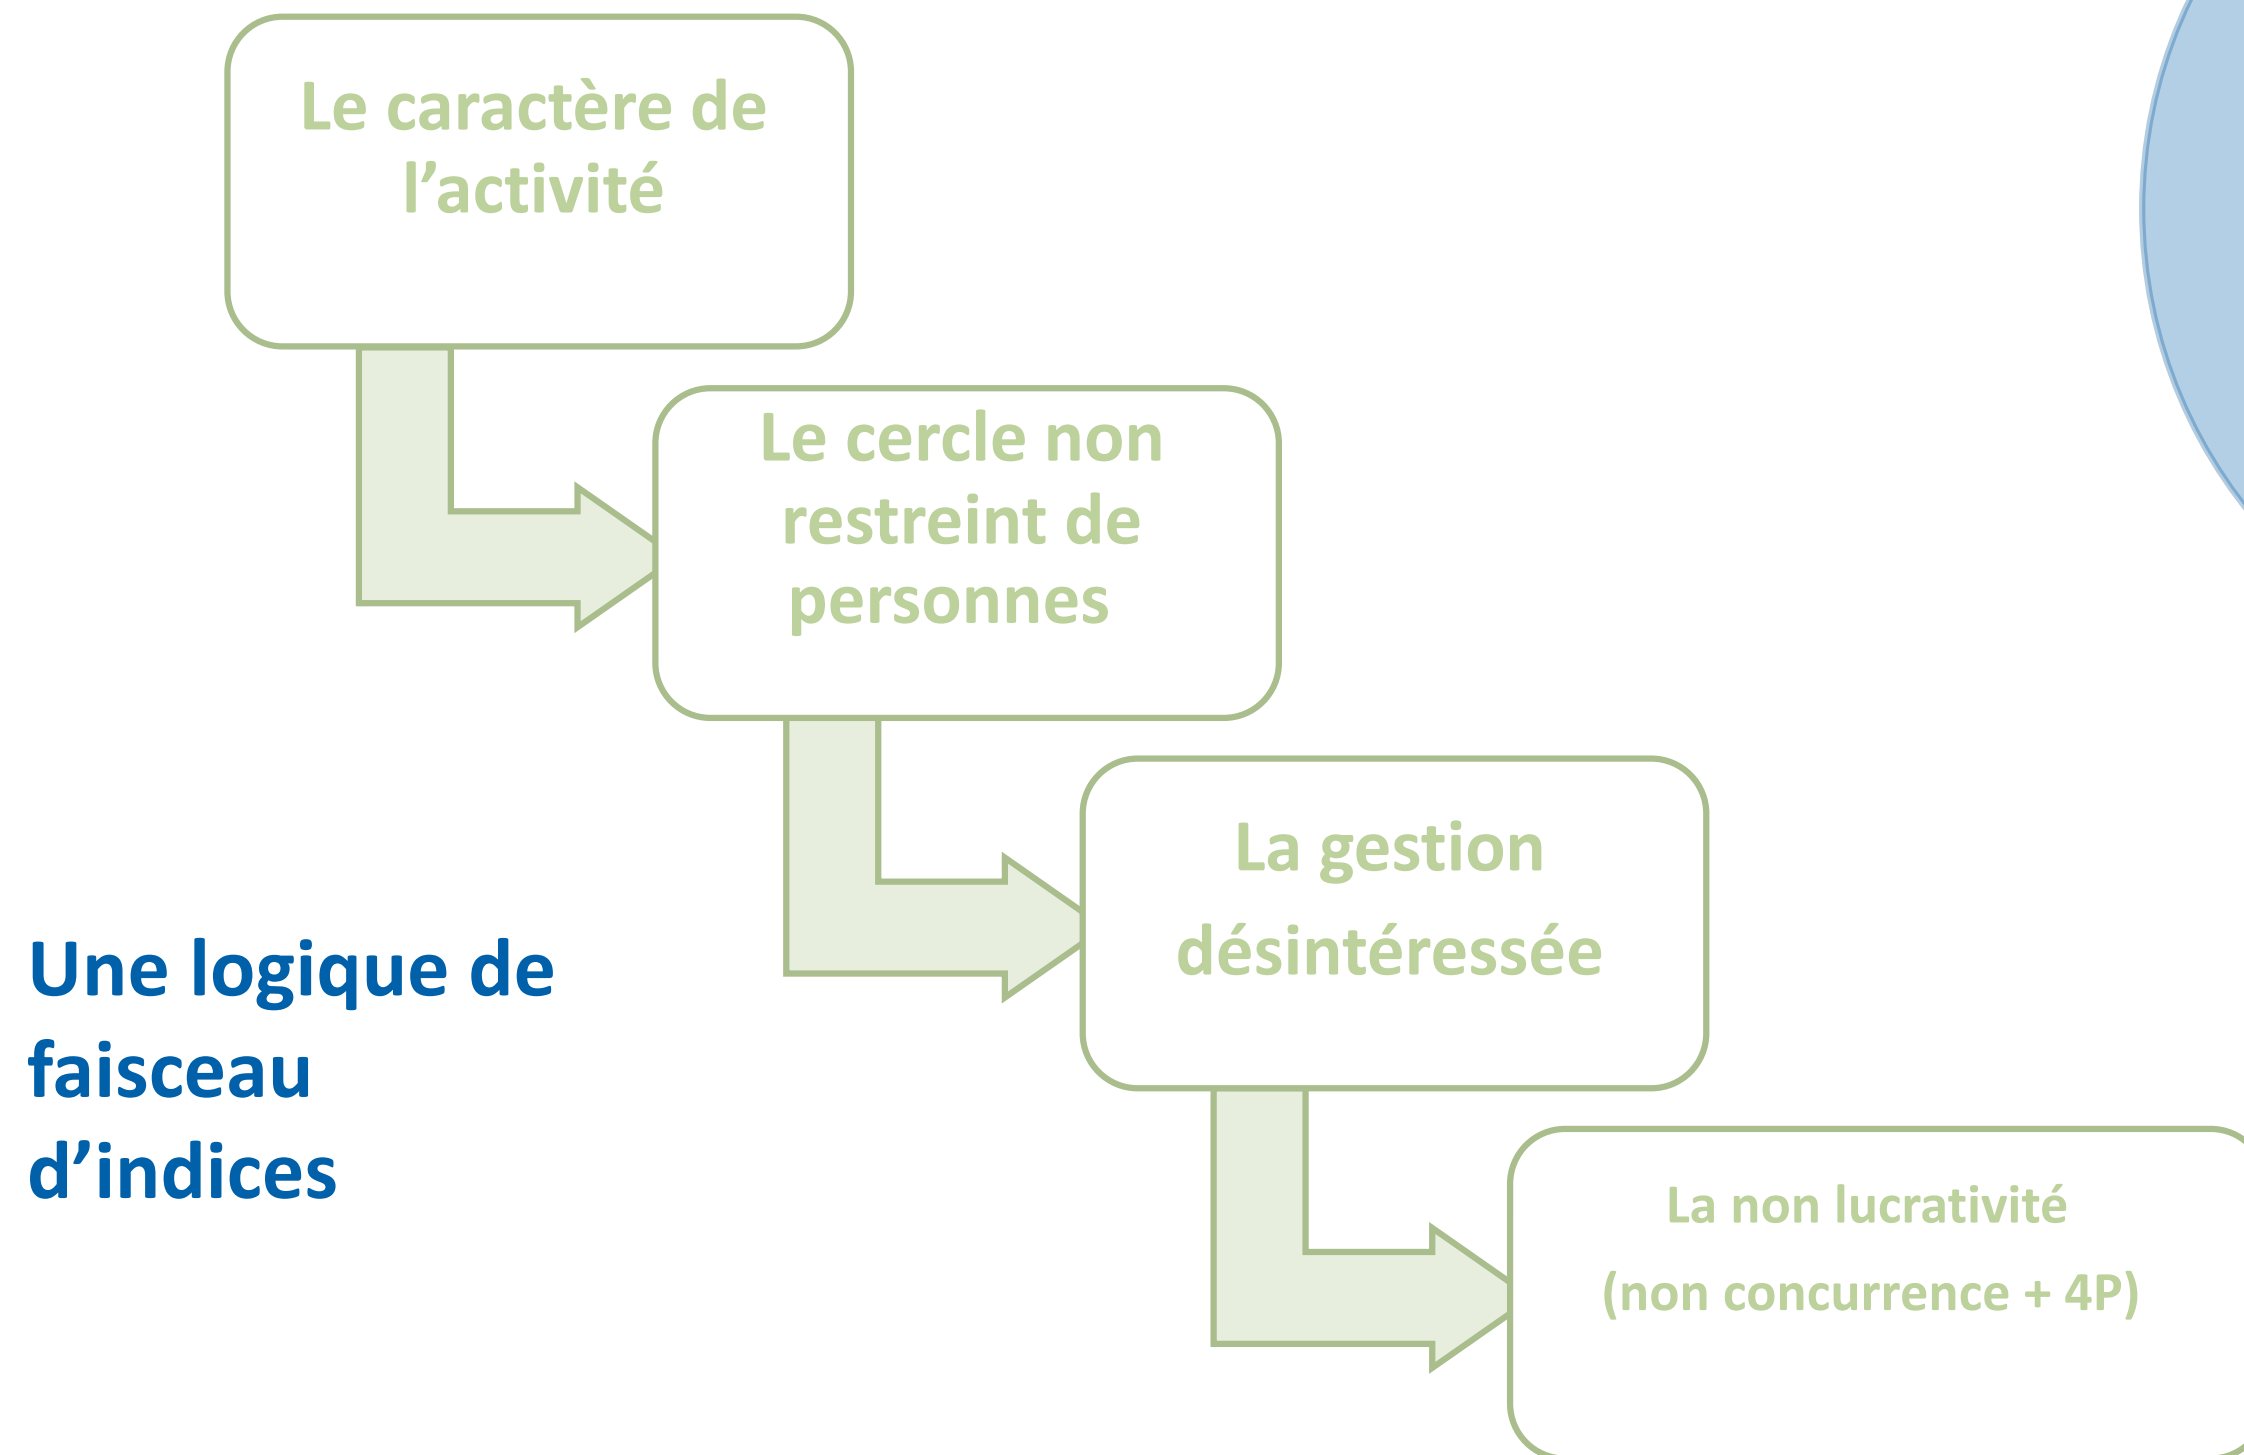 Le caractère de
l’activité
Le cercle non
restreint de
personnes
La gestion
désintéressée
Une logique de
faisceau
d’indices
La non lucrativité
(non concurrence + 4P)